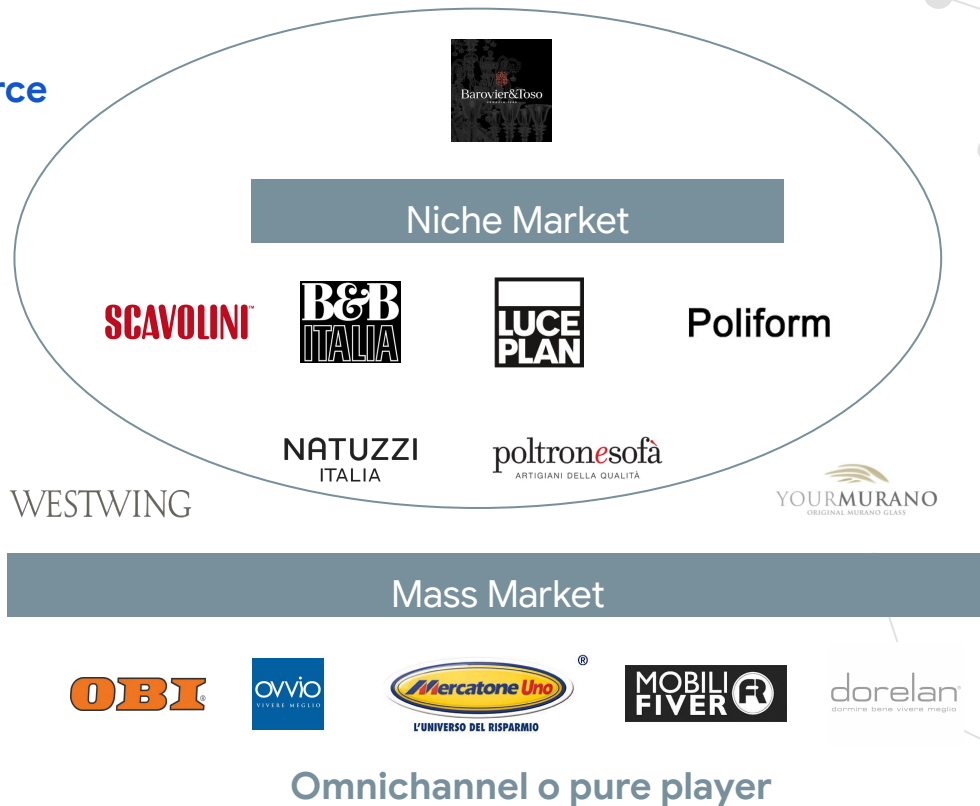 rce
Barovier&Toso
Niche Market
SCAVOLINI™
B&B
ITALIA
LUCE
PLAN
Poliform
NATUZZI
ITALIA
poltronesofà
ARTIGIANI DELLA QUALITÀ
WESTWING
YOURMURANO
ORIGINAL MURANO GLASS
Mass Market
OBI®
ovvio
VIVERE MEGLIO
Mercatone Uno®
L'UNIVERSO DEL RISPARMIO
MOBILI
FIVER FR
dorelan®
dormire bene vivere meglio
Omnichannel o pure player